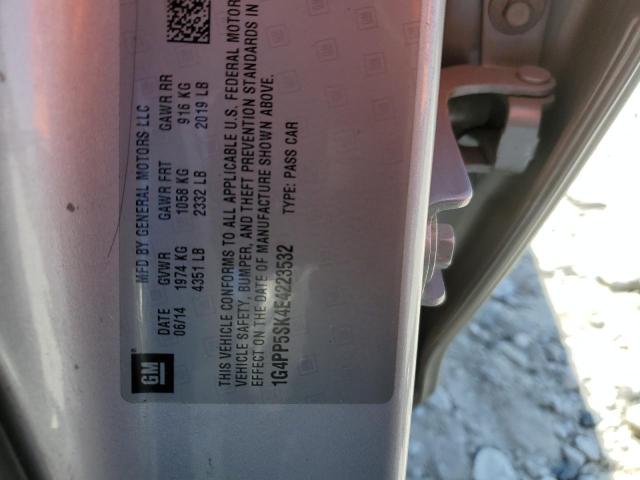 MFD BY GENERAL MOTORS LLC
DATE GVWR GAWR FRT GAWR RR
06/14 1974 KG 1058 KG 916 KG
4351 LB 2332 LB 2019 LB
GM
THIS VEHICLE CONFORMS TO ALL APPLICABLE U.S. FEDERAL MOTOR
VEHICLE SAFETY, BUMPER, AND THEFT PREVENTION STANDARDS IN
EFFECT ON THE DATE OF MANUFACTURE SHOWN ABOVE.
1G4PP5SK4E4223532 TYPE: PASS CAR